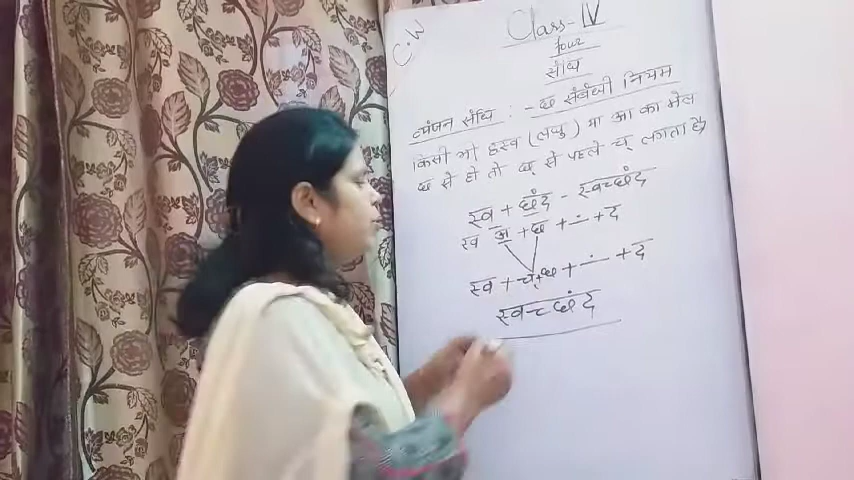 C.W
Class-IV
four
संधि
व्यंजन संधि :- छ संबंधी नियम
किसी भी ह्रस्व (लघु) या आ का मेल
छ से हो तो छ् से पहले च् लगता है
स्व + छंद - स्वच्छंद
स्व अ + छ + ∸ + द
स्व + च्+छ + ∸ + द
स्वच्छंद